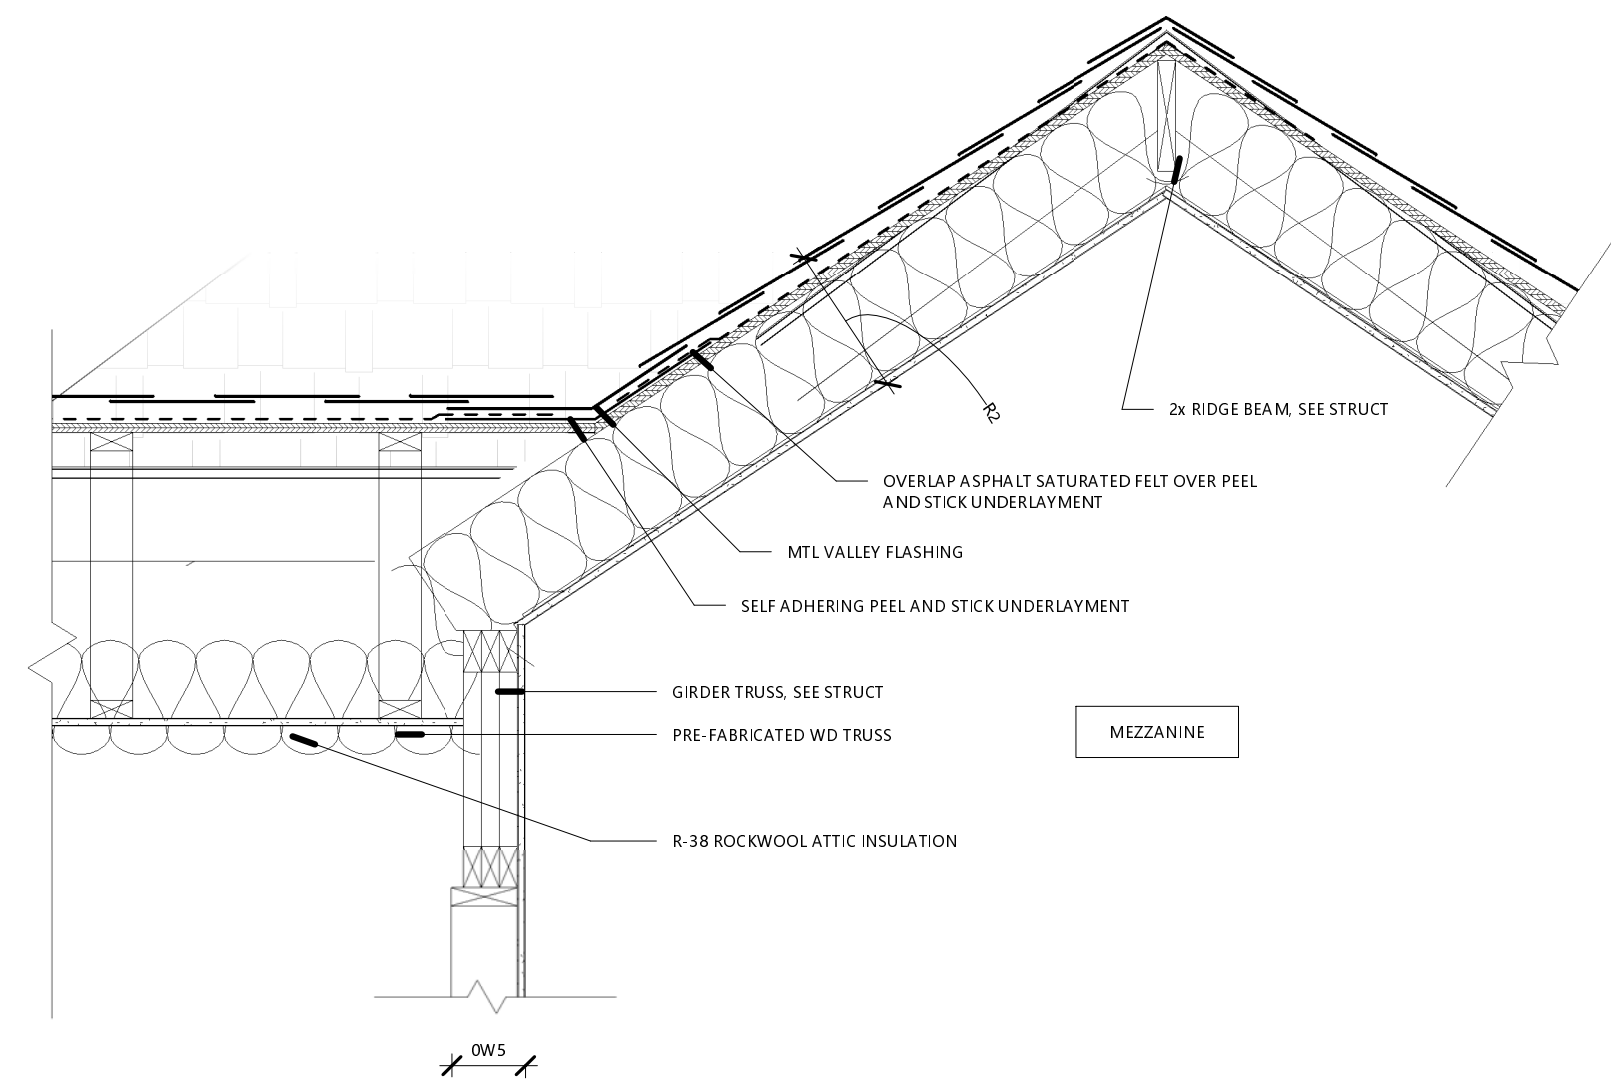 R2
2x RIDGE BEAM, SEE STRUCT
OVERLAP ASPHALT SATURATED FELT OVER PEEL
AND STICK UNDERLAYMENT
MTL VALLEY FLASHING
SELF ADHERING PEEL AND STICK UNDERLAYMENT
GIRDER TRUSS, SEE STRUCT
PRE-FABRICATED WD TRUSS
MEZZANINE
R-38 ROCKWOOL ATTIC INSULATION
0W5